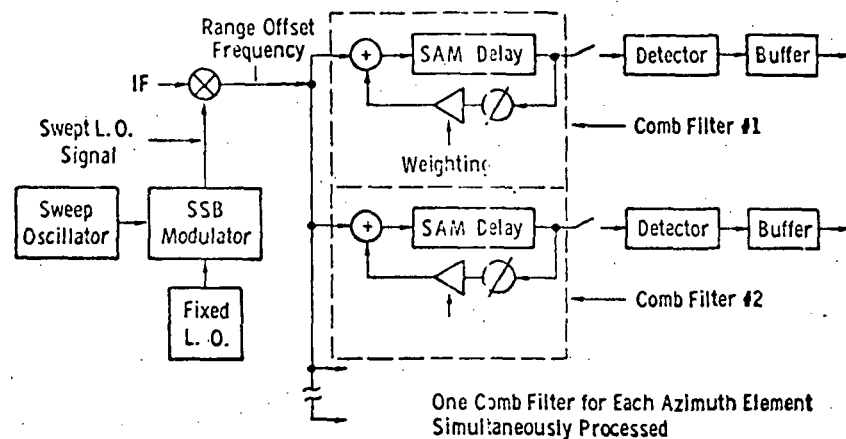 Range Offset
Frequency
IF
Swept L.O.
Signal
Sweep
Oscillator
SSB
Modulator
Fixed
L. O.
+
SAM Delay
Weighting
Detector
Buffer
Comb Filter #1
+
SAM Delay
Detector
Buffer
Comb Filter #2
One Comb Filter for Each Azimuth Element
Simultaneously Processed